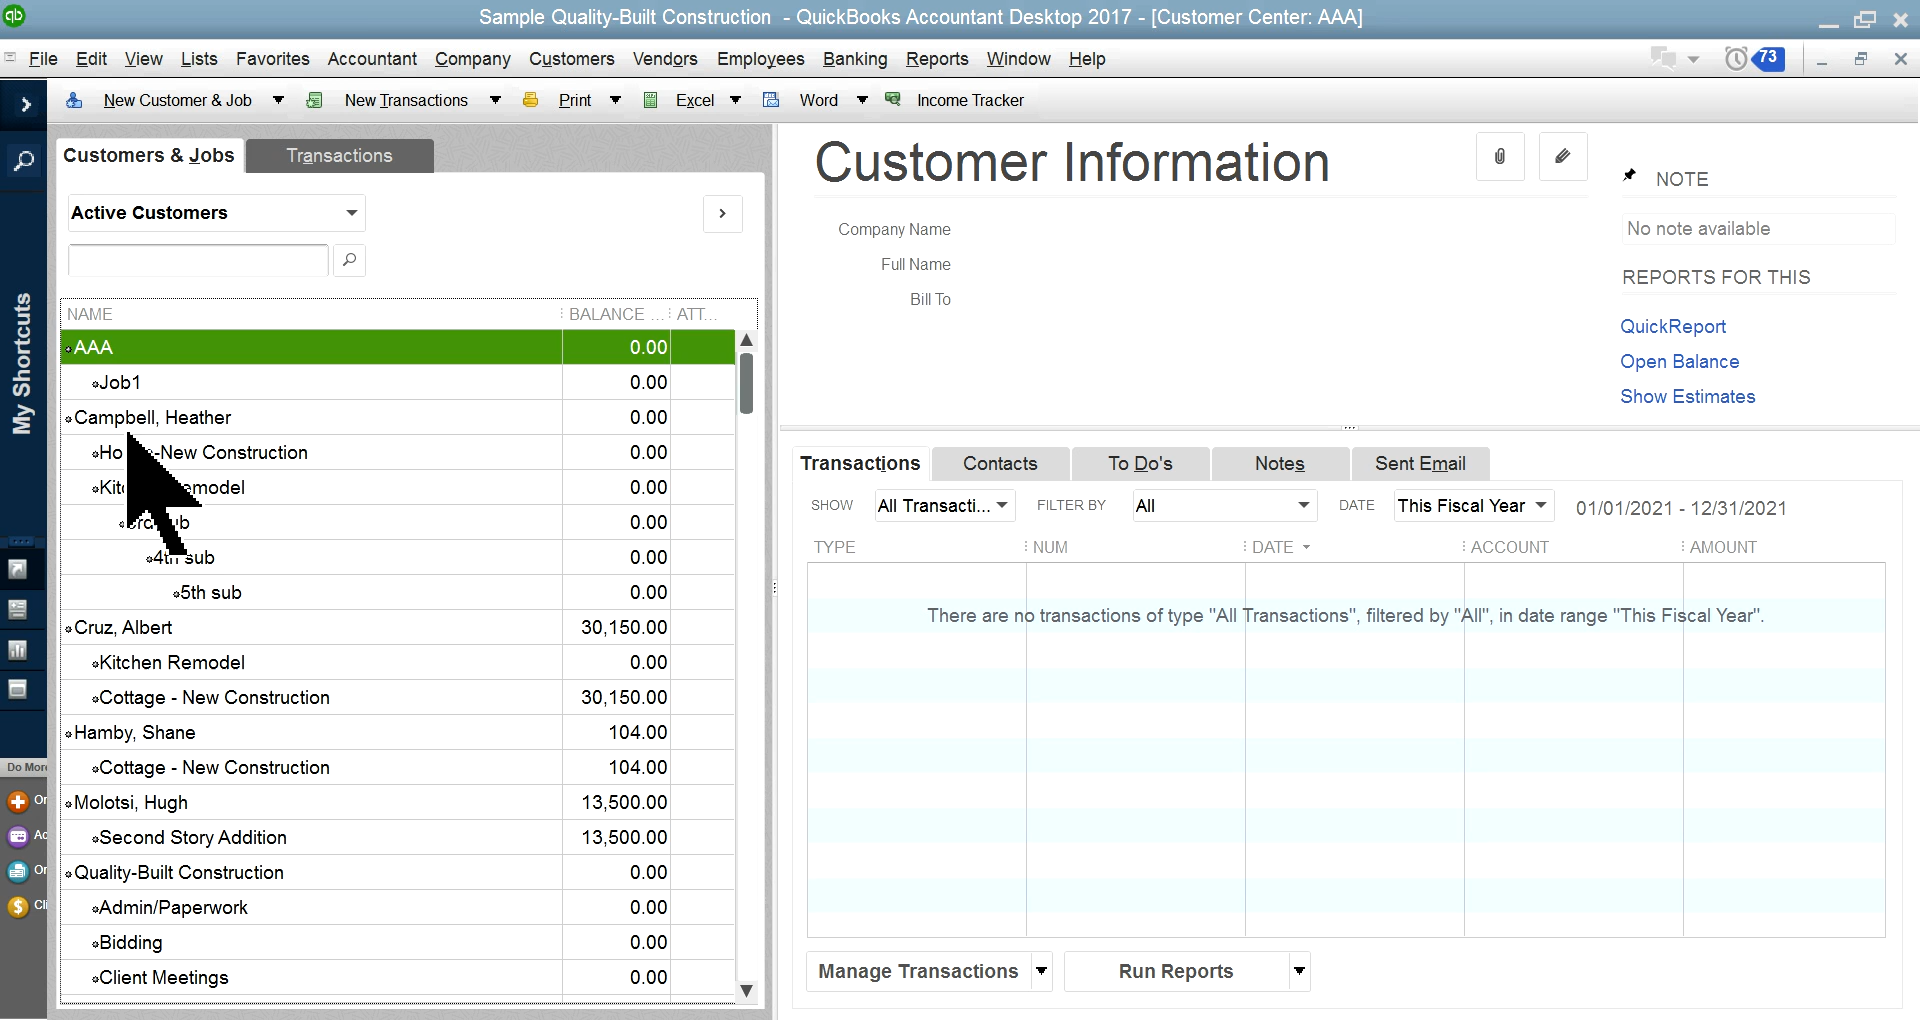 qb
Sample Quality-Built Construction - QuickBooks Accountant Desktop 2017 - [Customer Center: AAA]
File Edit View Lists Favorites Accountant Company Customers Vendors Employees Banking Reports Window Help
73
New Customer & Job New Transactions Print Excel Word Income Tracker
My Shortcuts
Do More
Customers & Jobs Transactions
Active Customers
NAME BALANCE ... ATT...
AAA 0.00
Job1 0.00
Campbell, Heather 0.00
-New Construction 0.00
0.00
0.00
sub 0.00
5th sub 0.00
Cruz, Albert 30,150.00
Kitchen Remodel 0.00
Cottage - New Construction 30,150.00
Hamby, Shane 104.00
Cottage - New Construction 104.00
Molotsi, Hugh 13,500.00
Second Story Addition 13,500.00
Quality-Built Construction 0.00
Admin/Paperwork 0.00
Bidding 0.00
Client Meetings 0.00
Customer Information
Company Name
Full Name
Bill To
NOTE
No note available
REPORTS FOR THIS
QuickReport
Open Balance
Show Estimates
Transactions Contacts To Do's Notes Sent Email
SHOW All Transacti... FILTER BY All DATE This Fiscal Year 01/01/2021 - 12/31/2021
TYPE NUM DATE ACCOUNT AMOUNT
There are no transactions of type "All Transactions", filtered by "All", in date range "This Fiscal Year".
Manage Transactions Run Reports